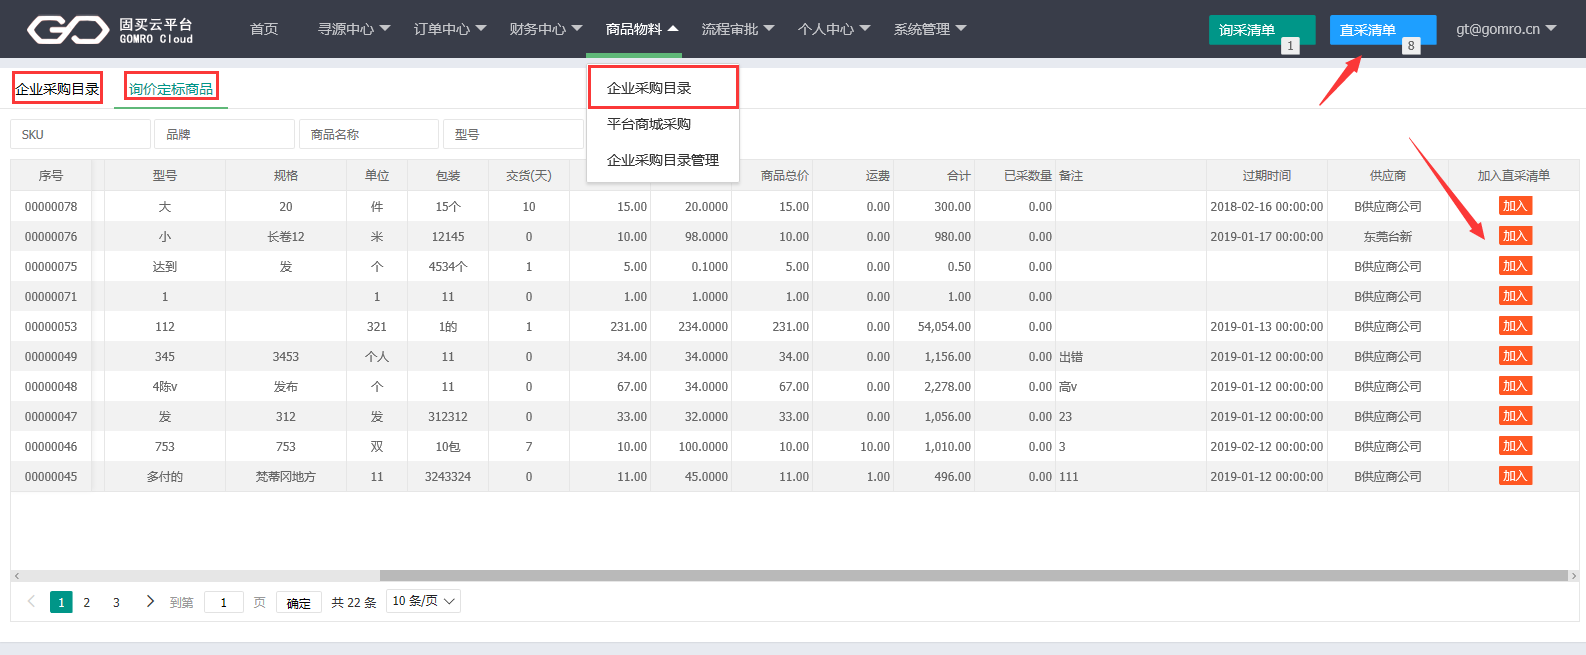 固买云平台
GOMRO Cloud
首页 寻源中心 订单中心 财务中心 商品物料 流程审批 个人中心 系统管理 询采清单 1 直采清单 8 gt@gomro.cn
企业采购目录 询价定标商品
企业采购目录
平台商城采购
企业采购目录管理
SKU 品牌 商品名称 型号
序号 型号 规格 单位 包装 交货(天) 商品总价 运费 合计 已采数量 备注 过期时间 供应商 加入直采清单
00000078 大 20 件 15个 10 15.00 20.0000 15.00 0.00 300.00 0.00 2018-02-16 00:00:00 B供应商公司 加入
00000076 小 长卷12 米 12145 0 10.00 98.0000 10.00 0.00 980.00 0.00 2019-01-17 00:00:00 东莞台新 加入
00000075 达到 发 个 4534个 1 5.00 0.1000 5.00 0.00 0.50 0.00 B供应商公司 加入
00000071 1 1 11 0 1.00 1.0000 1.00 0.00 1.00 0.00 B供应商公司 加入
00000053 112 321 1的 1 231.00 234.0000 231.00 0.00 54,054.00 0.00 2019-01-13 00:00:00 B供应商公司 加入
00000049 345 3453 个人 11 0 34.00 34.0000 34.00 0.00 1,156.00 0.00 出错 2019-01-12 00:00:00 B供应商公司 加入
00000048 4陈v 发布 个 11 0 67.00 34.0000 67.00 0.00 2,278.00 0.00 高v 2019-01-12 00:00:00 B供应商公司 加入
00000047 发 312 发 312312 0 33.00 32.0000 33.00 0.00 1,056.00 0.00 23 2019-01-12 00:00:00 B供应商公司 加入
00000046 753 753 双 10包 7 10.00 100.0000 10.00 10.00 1,010.00 0.00 3 2019-02-12 00:00:00 B供应商公司 加入
00000045 多付的 梵蒂冈地方 11 3243324 0 11.00 45.0000 11.00 1.00 496.00 0.00 111 2019-01-12 00:00:00 B供应商公司 加入
1 2 3 到第 1 页 确定 共 22 条 10 条/页